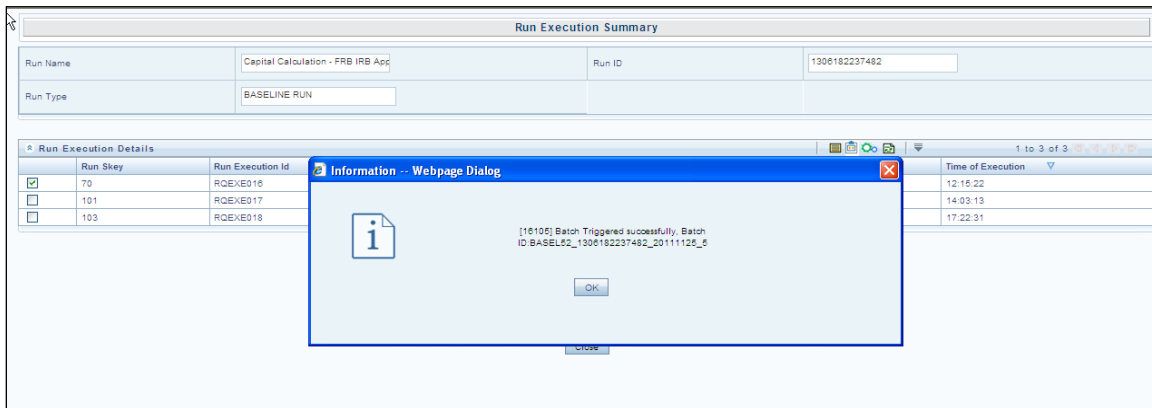 Run Execution Summary
Run Name Capital Calculation - FRB IRB App Run ID 1306182237482
Run Type BASELINE RUN
Run Execution Details 1 to 3 of 3
Run Skey Run Execution Id Time of Execution
70 RQEXE016 12:15:22
101 RQEXE017 14:03:13
103 RQEXE018 17:22:31
Information -- Webpage Dialog
[16105] Batch Triggered successfully, Batch
ID:BASEL52_1306182237482_20111125_5
OK
Close